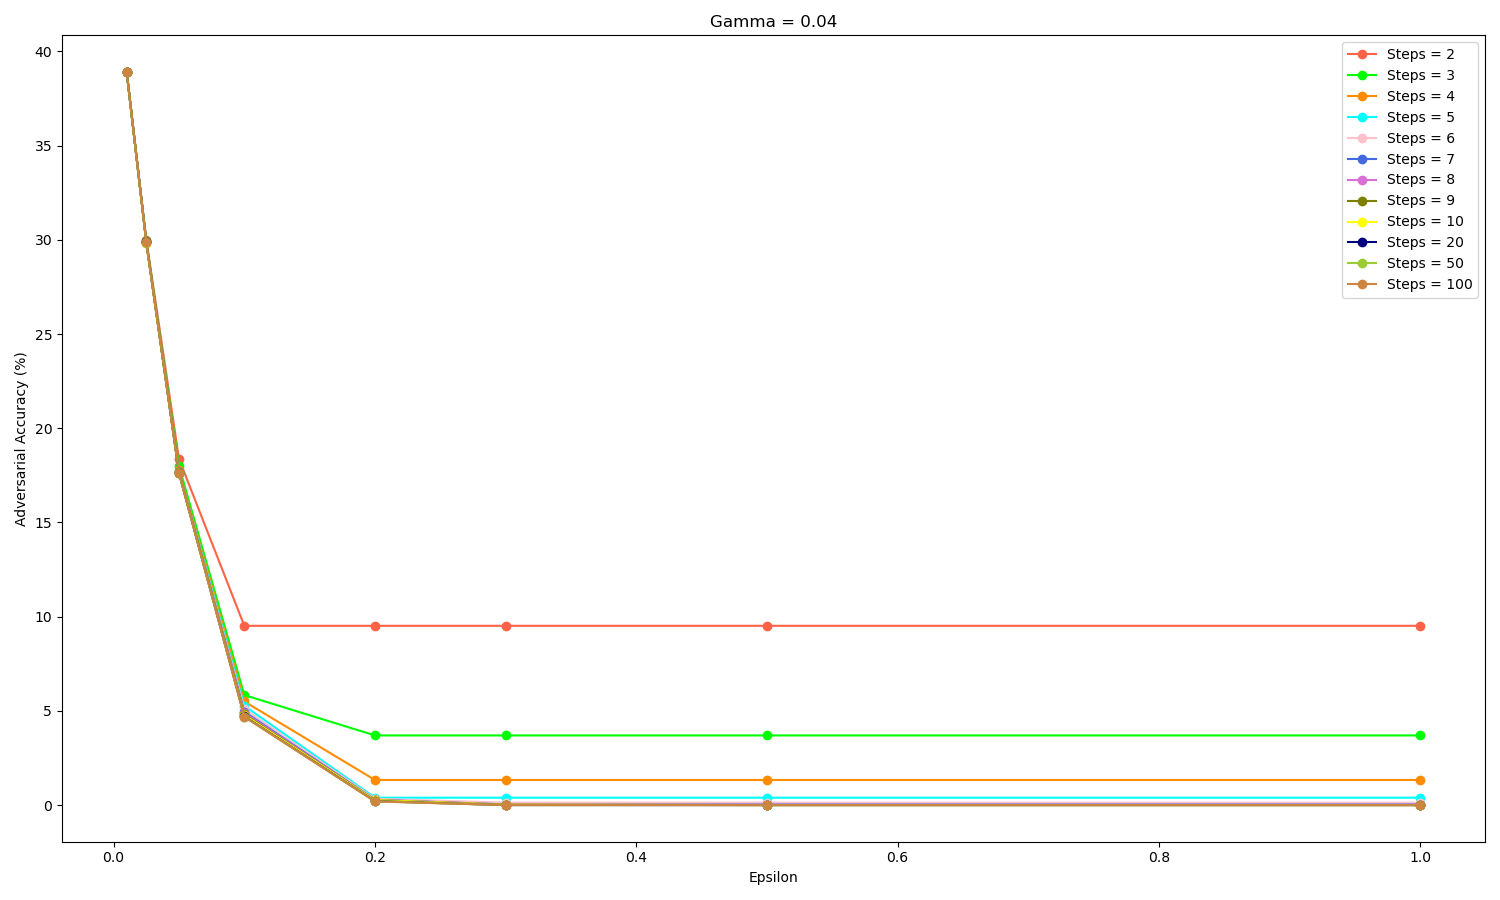 Gamma = 0.04
40
35
30
25
20
15
10
5
0
Adversarial Accuracy (%)
0.0
0.2
0.4
0.6
0.8
1.0
Epsilon
Steps = 2
Steps = 3
Steps = 4
Steps = 5
Steps = 6
Steps = 7
Steps = 8
Steps = 9
Steps = 10
Steps = 20
Steps = 50
Steps = 100